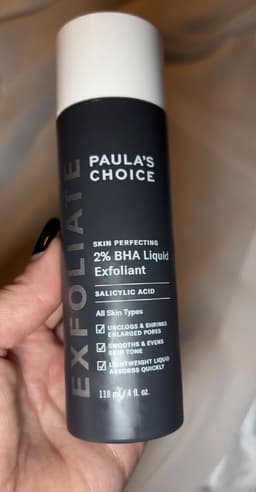 EXFOLIATE
PAULA'S
CHOICE
SKIN PERFECTING
2% BHA Liquid
Exfoliant
SALICYLIC ACID
All Skin Types
UNCLOGS & SHRINKS
ENLARGED PORES
SMOOTHS & EVENS
SKIN TONE
LIGHTWEIGHT LIQUID
ABSORBS QUICKLY
118 ml/4 fl. oz.